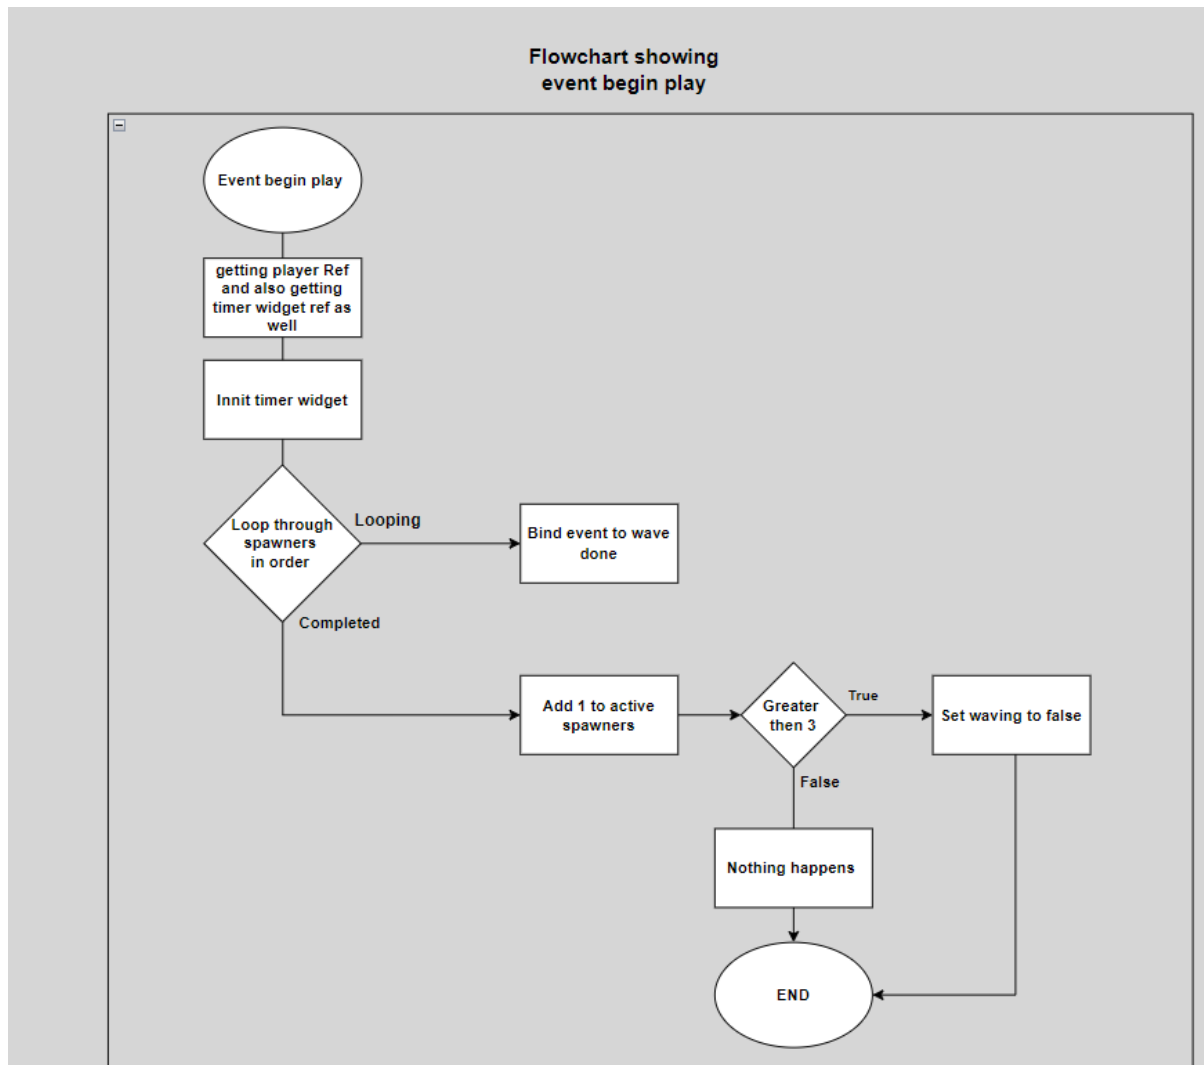 Flowchart showing
event begin play
Event begin play
getting player Ref
and also getting
timer widget ref as
well
Innit timer widget
Loop through
spawners
in order
Looping
Bind event to wave
done
Completed
Add 1 to active
spawners
Greater
then 3
True
Set waving to false
False
Nothing happens
END